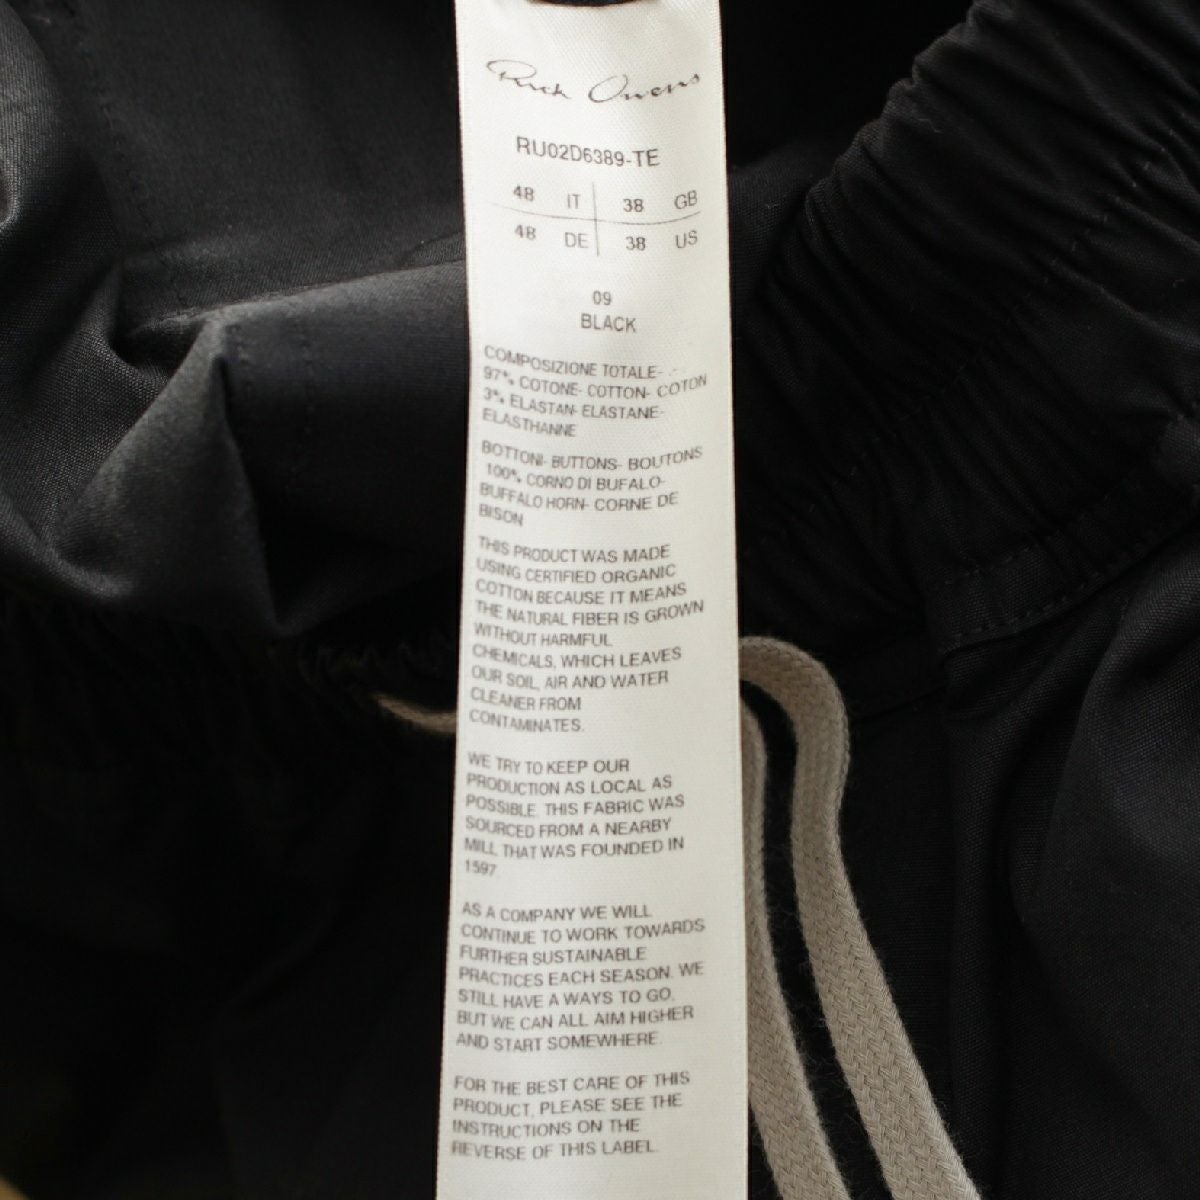 Rick Owens
RU02D6389-TE
48 IT 38 GB
48 DE 38 US
09
BLACK
COMPOSIZIONE TOTALE-
97% COTONE- COTTON- COTON
3% ELASTAN- ELASTANE-
ELASTHANNE
BOTTONI- BUTTONS- BOUTONS
100% CORNO DI BUFALO-
BUFFALO HORN- CORNE DE
BISON
THIS PRODUCT WAS MADE
USING CERTIFIED ORGANIC
COTTON BECAUSE IT MEANS
THE NATURAL FIBER IS GROWN
WITHOUT HARMFUL
CHEMICALS, WHICH LEAVES
OUR SOIL, AIR AND WATER
CLEANER FROM
CONTAMINATES.
WE TRY TO KEEP OUR
PRODUCTION AS LOCAL AS
POSSIBLE. THIS FABRIC WAS
SOURCED FROM A NEARBY
MILL THAT WAS FOUNDED IN
1597.
AS A COMPANY WE WILL
CONTINUE TO WORK TOWARDS
FURTHER SUSTAINABLE
PRACTICES EACH SEASON. WE
STILL HAVE A WAYS TO GO,
BUT WE CAN ALL AIM HIGHER
AND START SOMEWHERE.
FOR THE BEST CARE OF THIS
PRODUCT, PLEASE SEE THE
INSTRUCTIONS ON THE
REVERSE OF THIS LABEL.